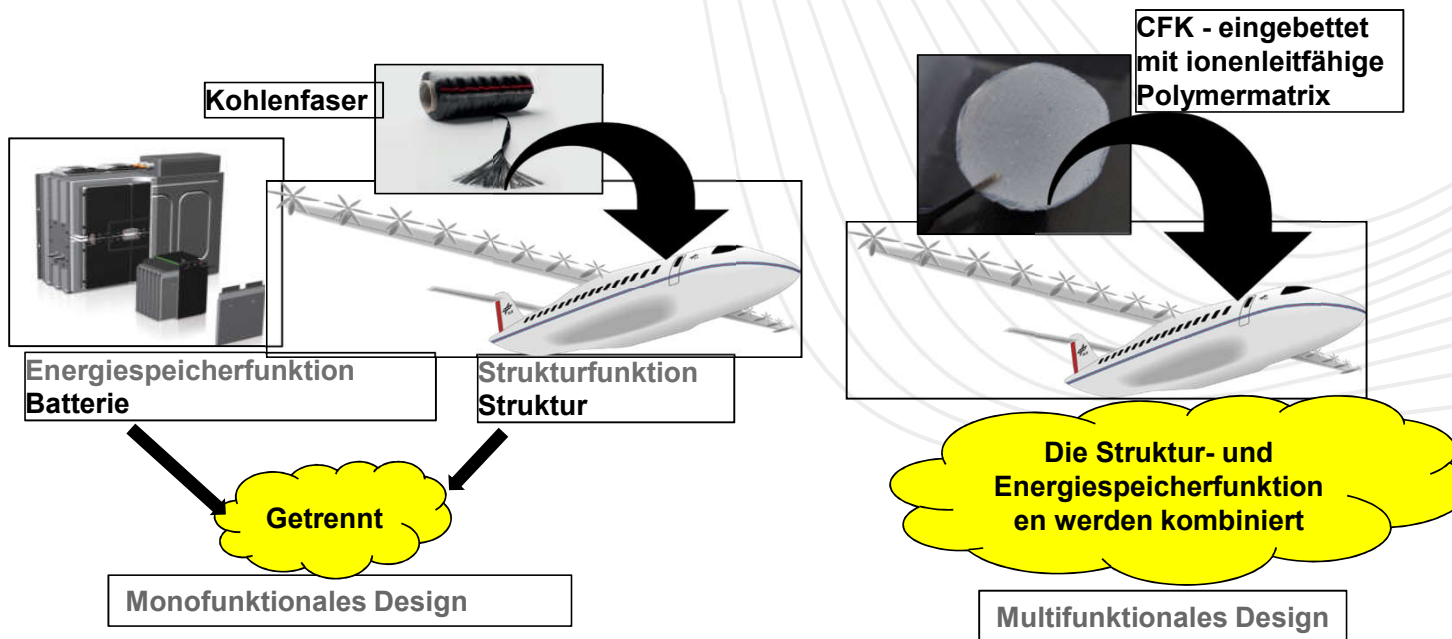 Kohlenfaser
Energiespeicherfunktion
Batterie
Strukturfunktion
Struktur
Getrennt
Monofunktionales Design
CFK - eingebettet
mit ionenleitfähige
Polymermatrix
Die Struktur- und
Energiespeicherfunktion
en werden kombiniert
Multifunktionales Design